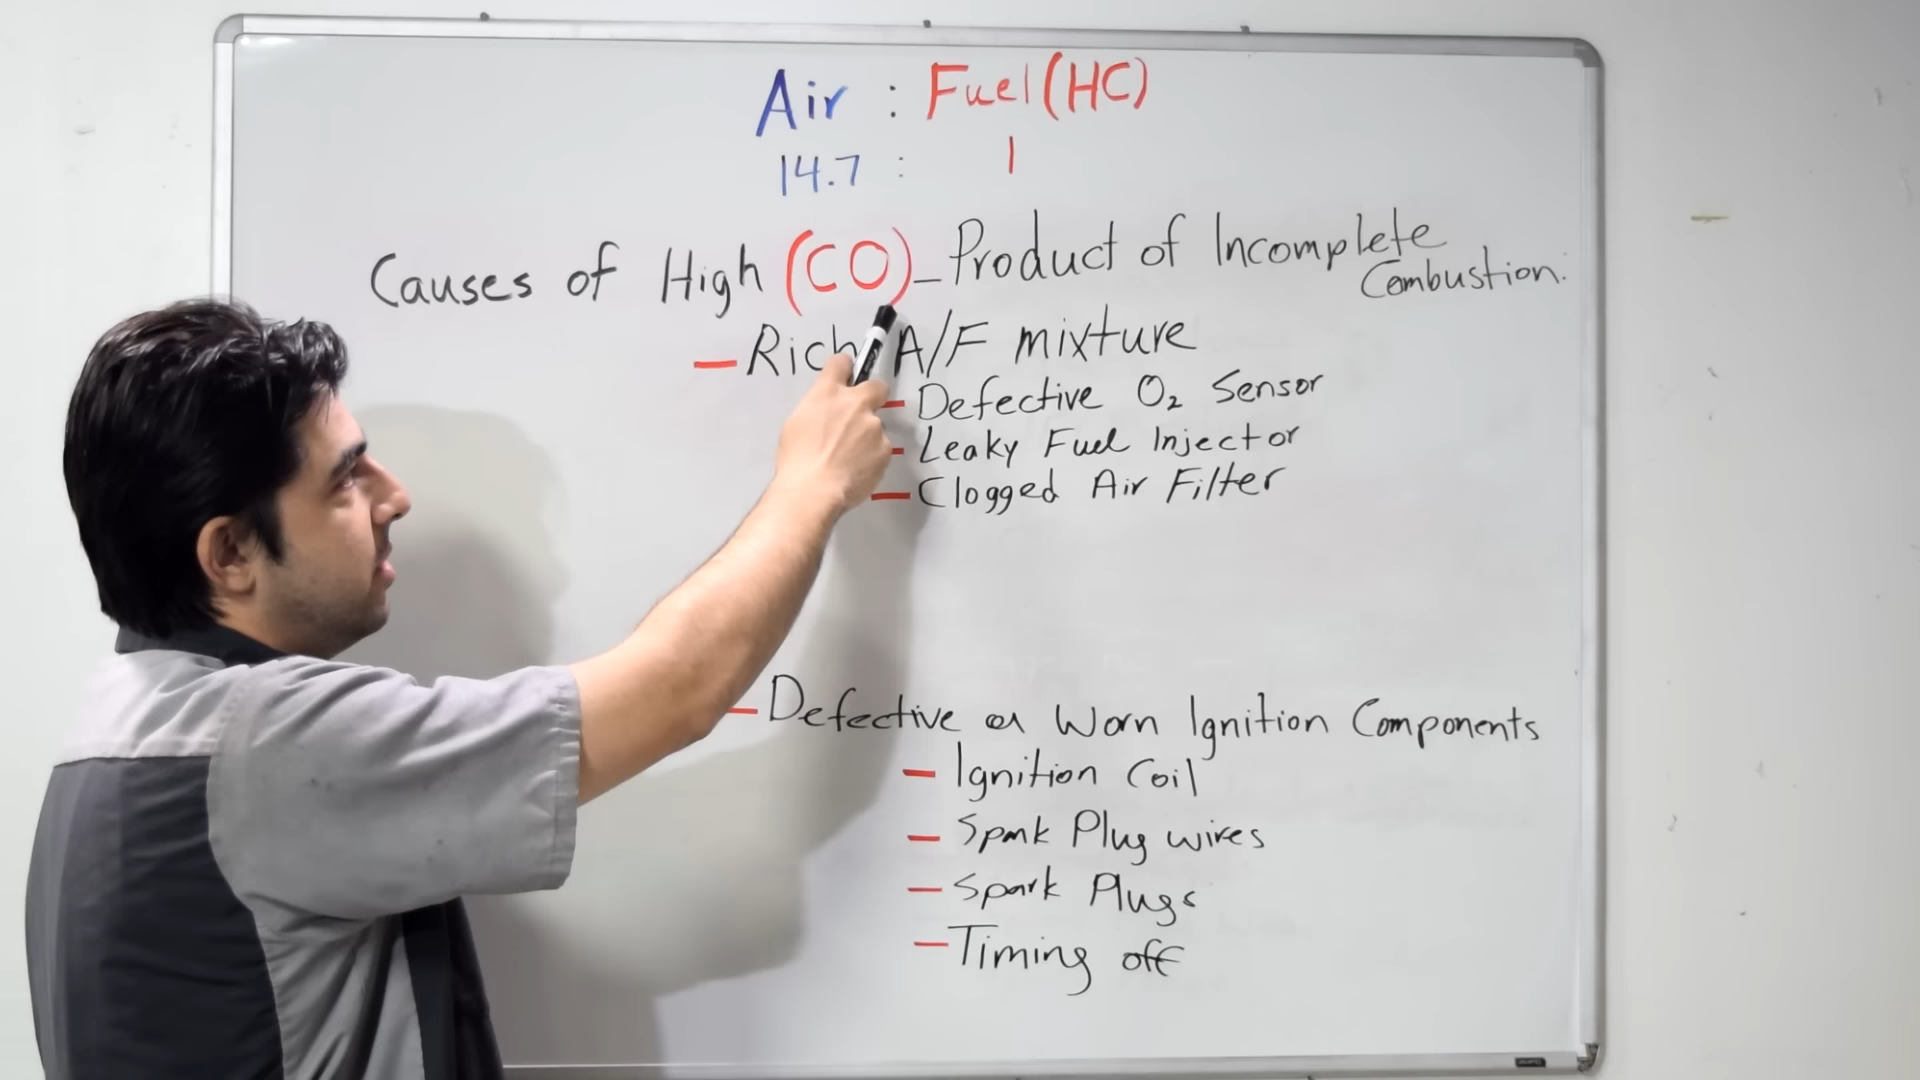 Air : Fuel (HC)
14.7 : 1
Causes of High (CO) - Product of Incomplete
Combustion.
- Rich A/F mixture
- Defective O₂ Sensor
- Leaky Fuel Injector
- Clogged Air Filter
- Defective or Worn Ignition Components
- Ignition Coil
- Spark Plug wires
- Spark Plugs
- Timing off